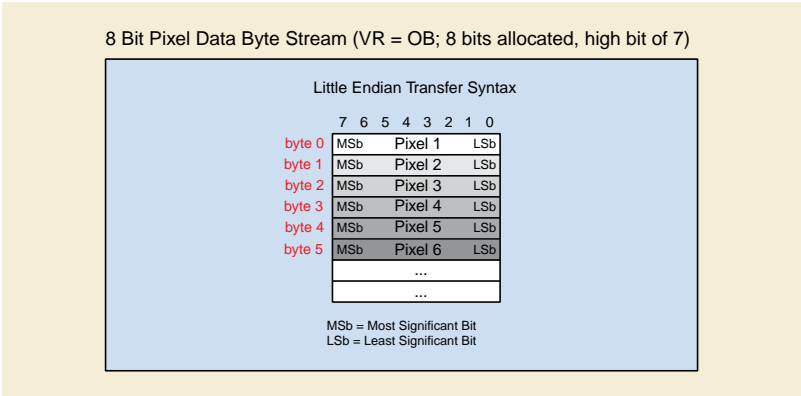 8 Bit Pixel Data Byte Stream (VR = OB; 8 bits allocated, high bit of 7)
Little Endian Transfer Syntax
7 6 5 4 3 2 1 0
byte 0 MSb Pixel 1 LSb
byte 1 MSb Pixel 2 LSb
byte 2 MSb Pixel 3 LSb
byte 3 MSb Pixel 4 LSb
byte 4 MSb Pixel 5 LSb
byte 5 MSb Pixel 6 LSb
...
...
MSb = Most Significant Bit
LSb = Least Significant Bit